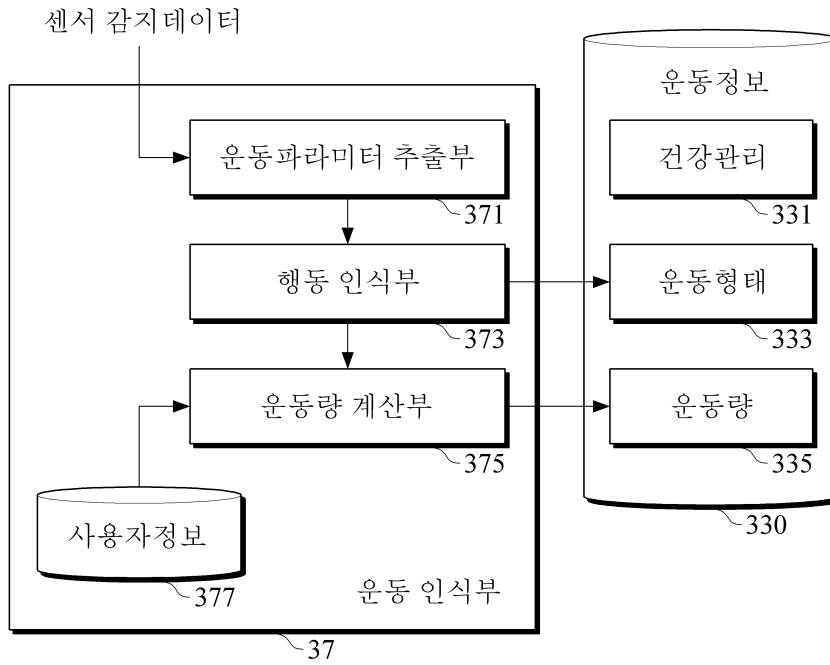 센서 감지데이터
운동파라미터 추출부
371
행동 인식부
373
운동량 계산부
375
사용자정보
377
운동 인식부
37
운동정보
건강관리
331
운동형태
333
운동량
335
330